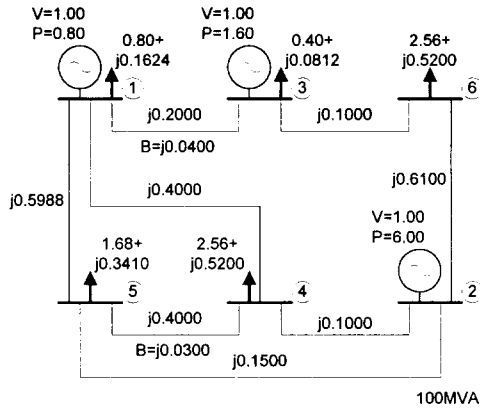 V=1.00
P=0.80
0.80+
j0.1624
1
V=1.00
P=1.60
0.40+
j0.0812
3
2.56+
j0.5200
6
j0.2000
B=j0.0400
j0.1000
j0.5988
j0.4000
j0.6100
V=1.00
P=6.00
1.68+
j0.3410
5
2.56+
j0.5200
4
2
j0.4000
B=j0.0300
j0.1000
j0.1500
100MVA